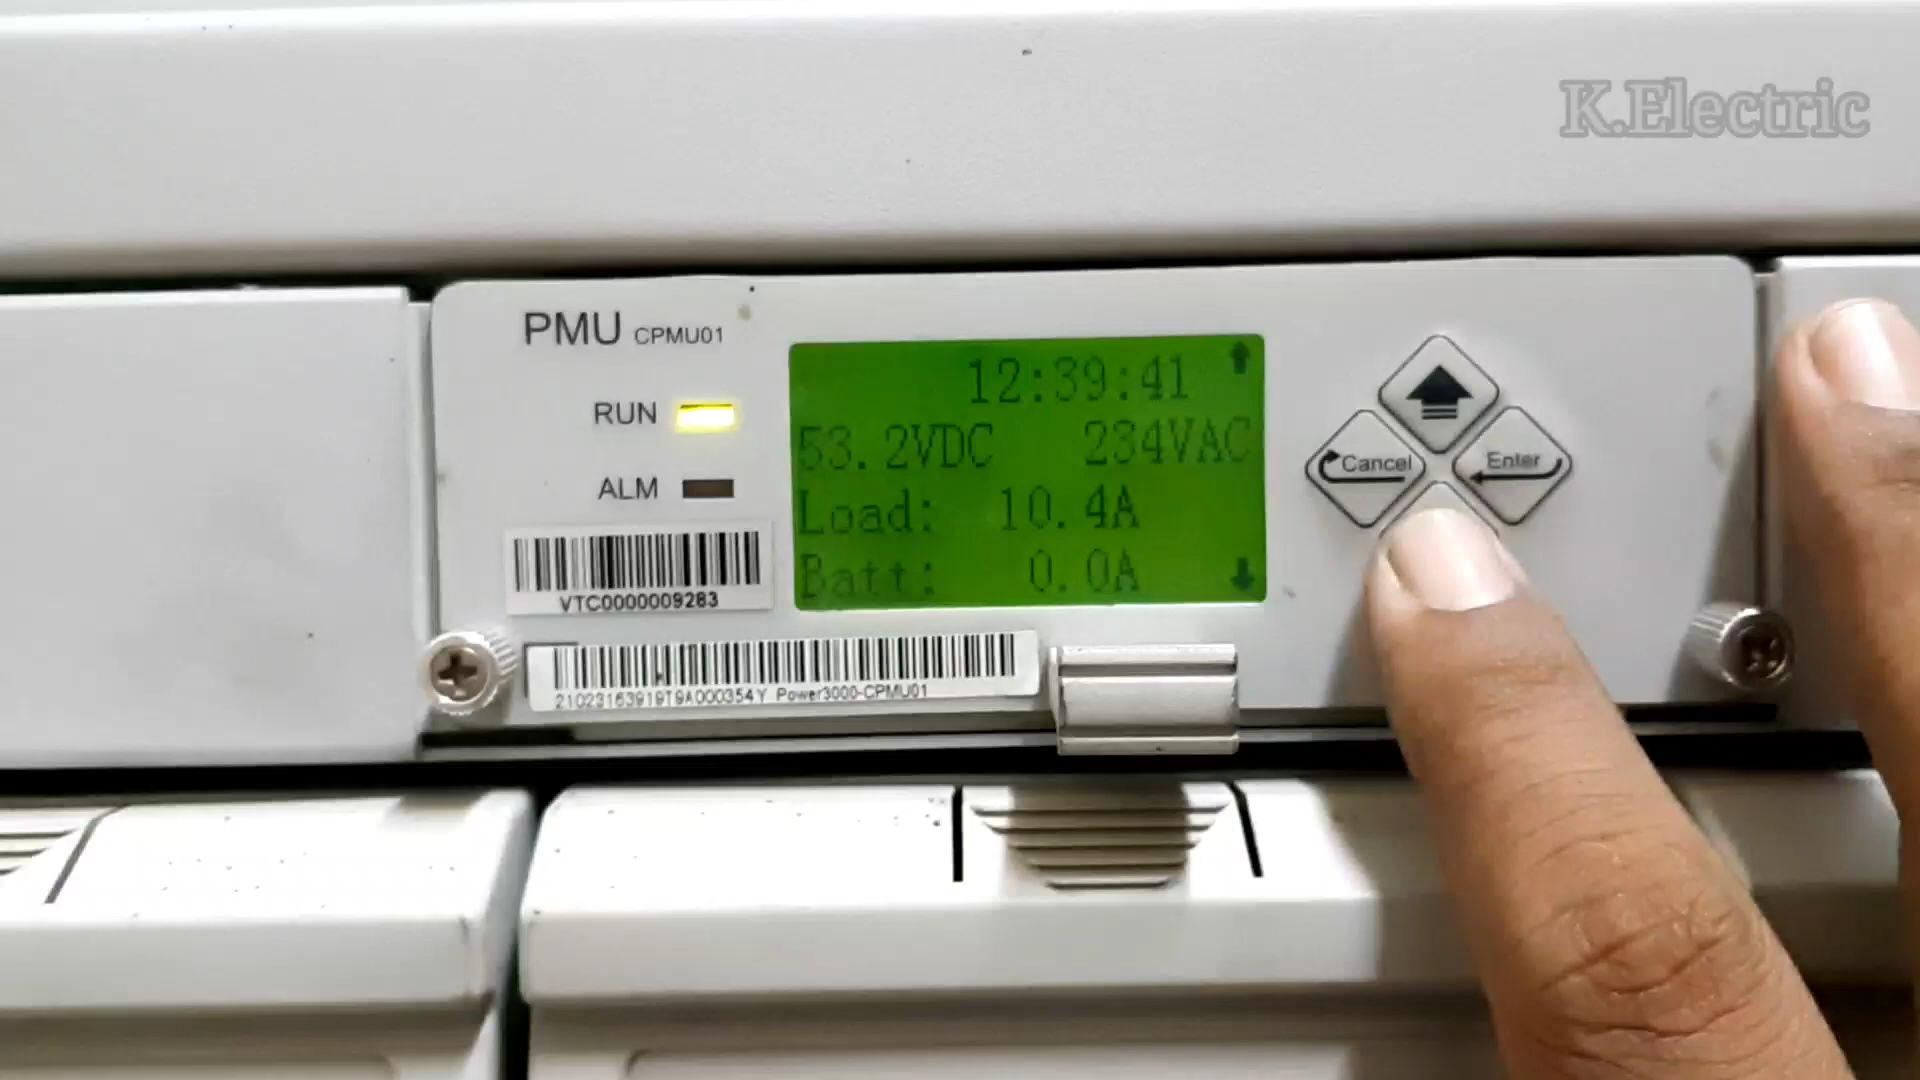 K.Electric
PMU CPMU01
RUN
ALM
12:39:41
53.2VDC 234VAC
Load: 10.4A
Batt: 0.0A
Cancel
Enter
VTC0000009283
21023163919T9A000354Y Power3000-CPMU01